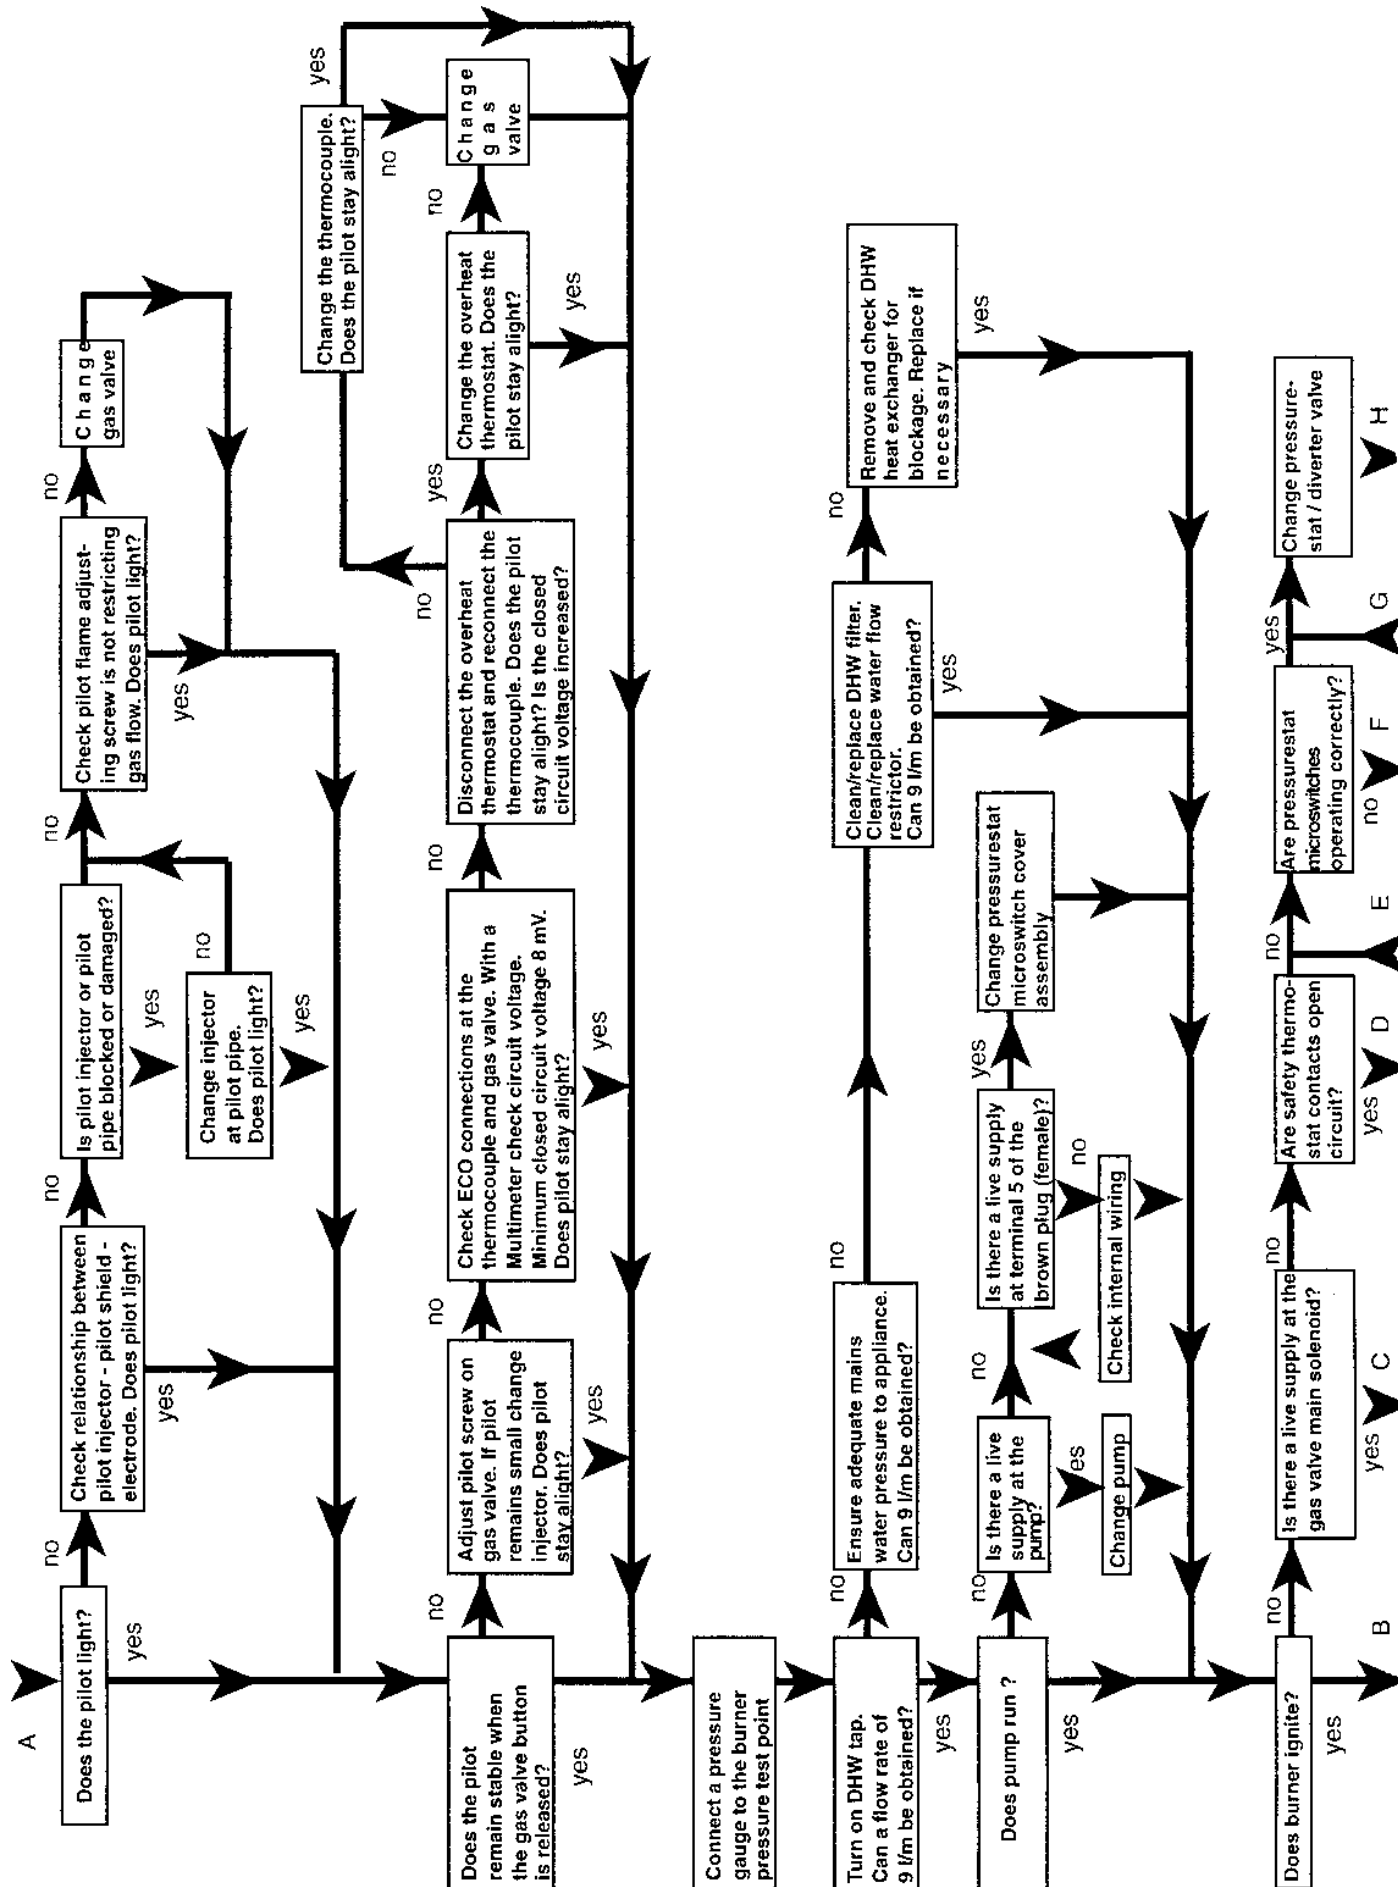 A
Does the pilot light?
no
yes
Check relationship between
pilot injector - pilot shield -
electrode. Does pilot light?
no
yes
Is pilot injector or pilot
pipe blocked or damaged?
no
yes
Change injector
at pilot pipe.
Does pilot light?
no
yes
Check pilot flame adjust-
ing screw is not restricting
gas flow. Does pilot light?
no
yes
Change
gas valve
Does the pilot
remain stable when
the gas valve button
is released?
no
yes
Adjust pilot screw on
gas valve. If pilot
remains small change
injector. Does pilot
stay alight?
no
yes
Check ECO connections at the
thermocouple and gas valve. With a
Multimeter check circuit voltage.
Minimum closed circuit voltage 8 mV.
Does pilot stay alight?
no
yes
Disconnect the overheat
thermostat and reconnect the
thermocouple. Does the pilot
stay alight? Is the closed
circuit voltage increased?
no
yes
Change the overheat
thermostat. Does the
pilot stay alight?
no
yes
Change the thermocouple.
Does the pilot stay alight?
no
yes
Change
gas
valve
Connect a pressure
gauge to the burner
pressure test point
Turn on DHW tap.
Can a flow rate of
9 l/m be obtained?
no
yes
Ensure adequate mains
water pressure to appliance.
Can 9 l/m be obtained?
no
Clean/replace DHW filter.
Clean/replace water flow
restrictor.
Can 9 l/m be obtained?
no
yes
Remove and check DHW
heat exchanger for
blockage. Replace if
necessary
yes
Does pump run ?
no
yes
Is there a live
supply at the
pump?
no
yes
Change pump
Is there a live supply
at terminal 5 of the
brown plug (female)?
yes
no
Check internal wiring
Change pressurestat
microswitch cover
assembly
Does burner ignite?
no
yes
B
Is there a live supply at the
gas valve main solenoid?
no
yes
C
Are safety thermo-
stat contacts open
circuit?
no
yes
D
E
Are pressurestat
microswitches
operating correctly?
yes
no
F
G
Change pressure-
stat / diverter valve
H